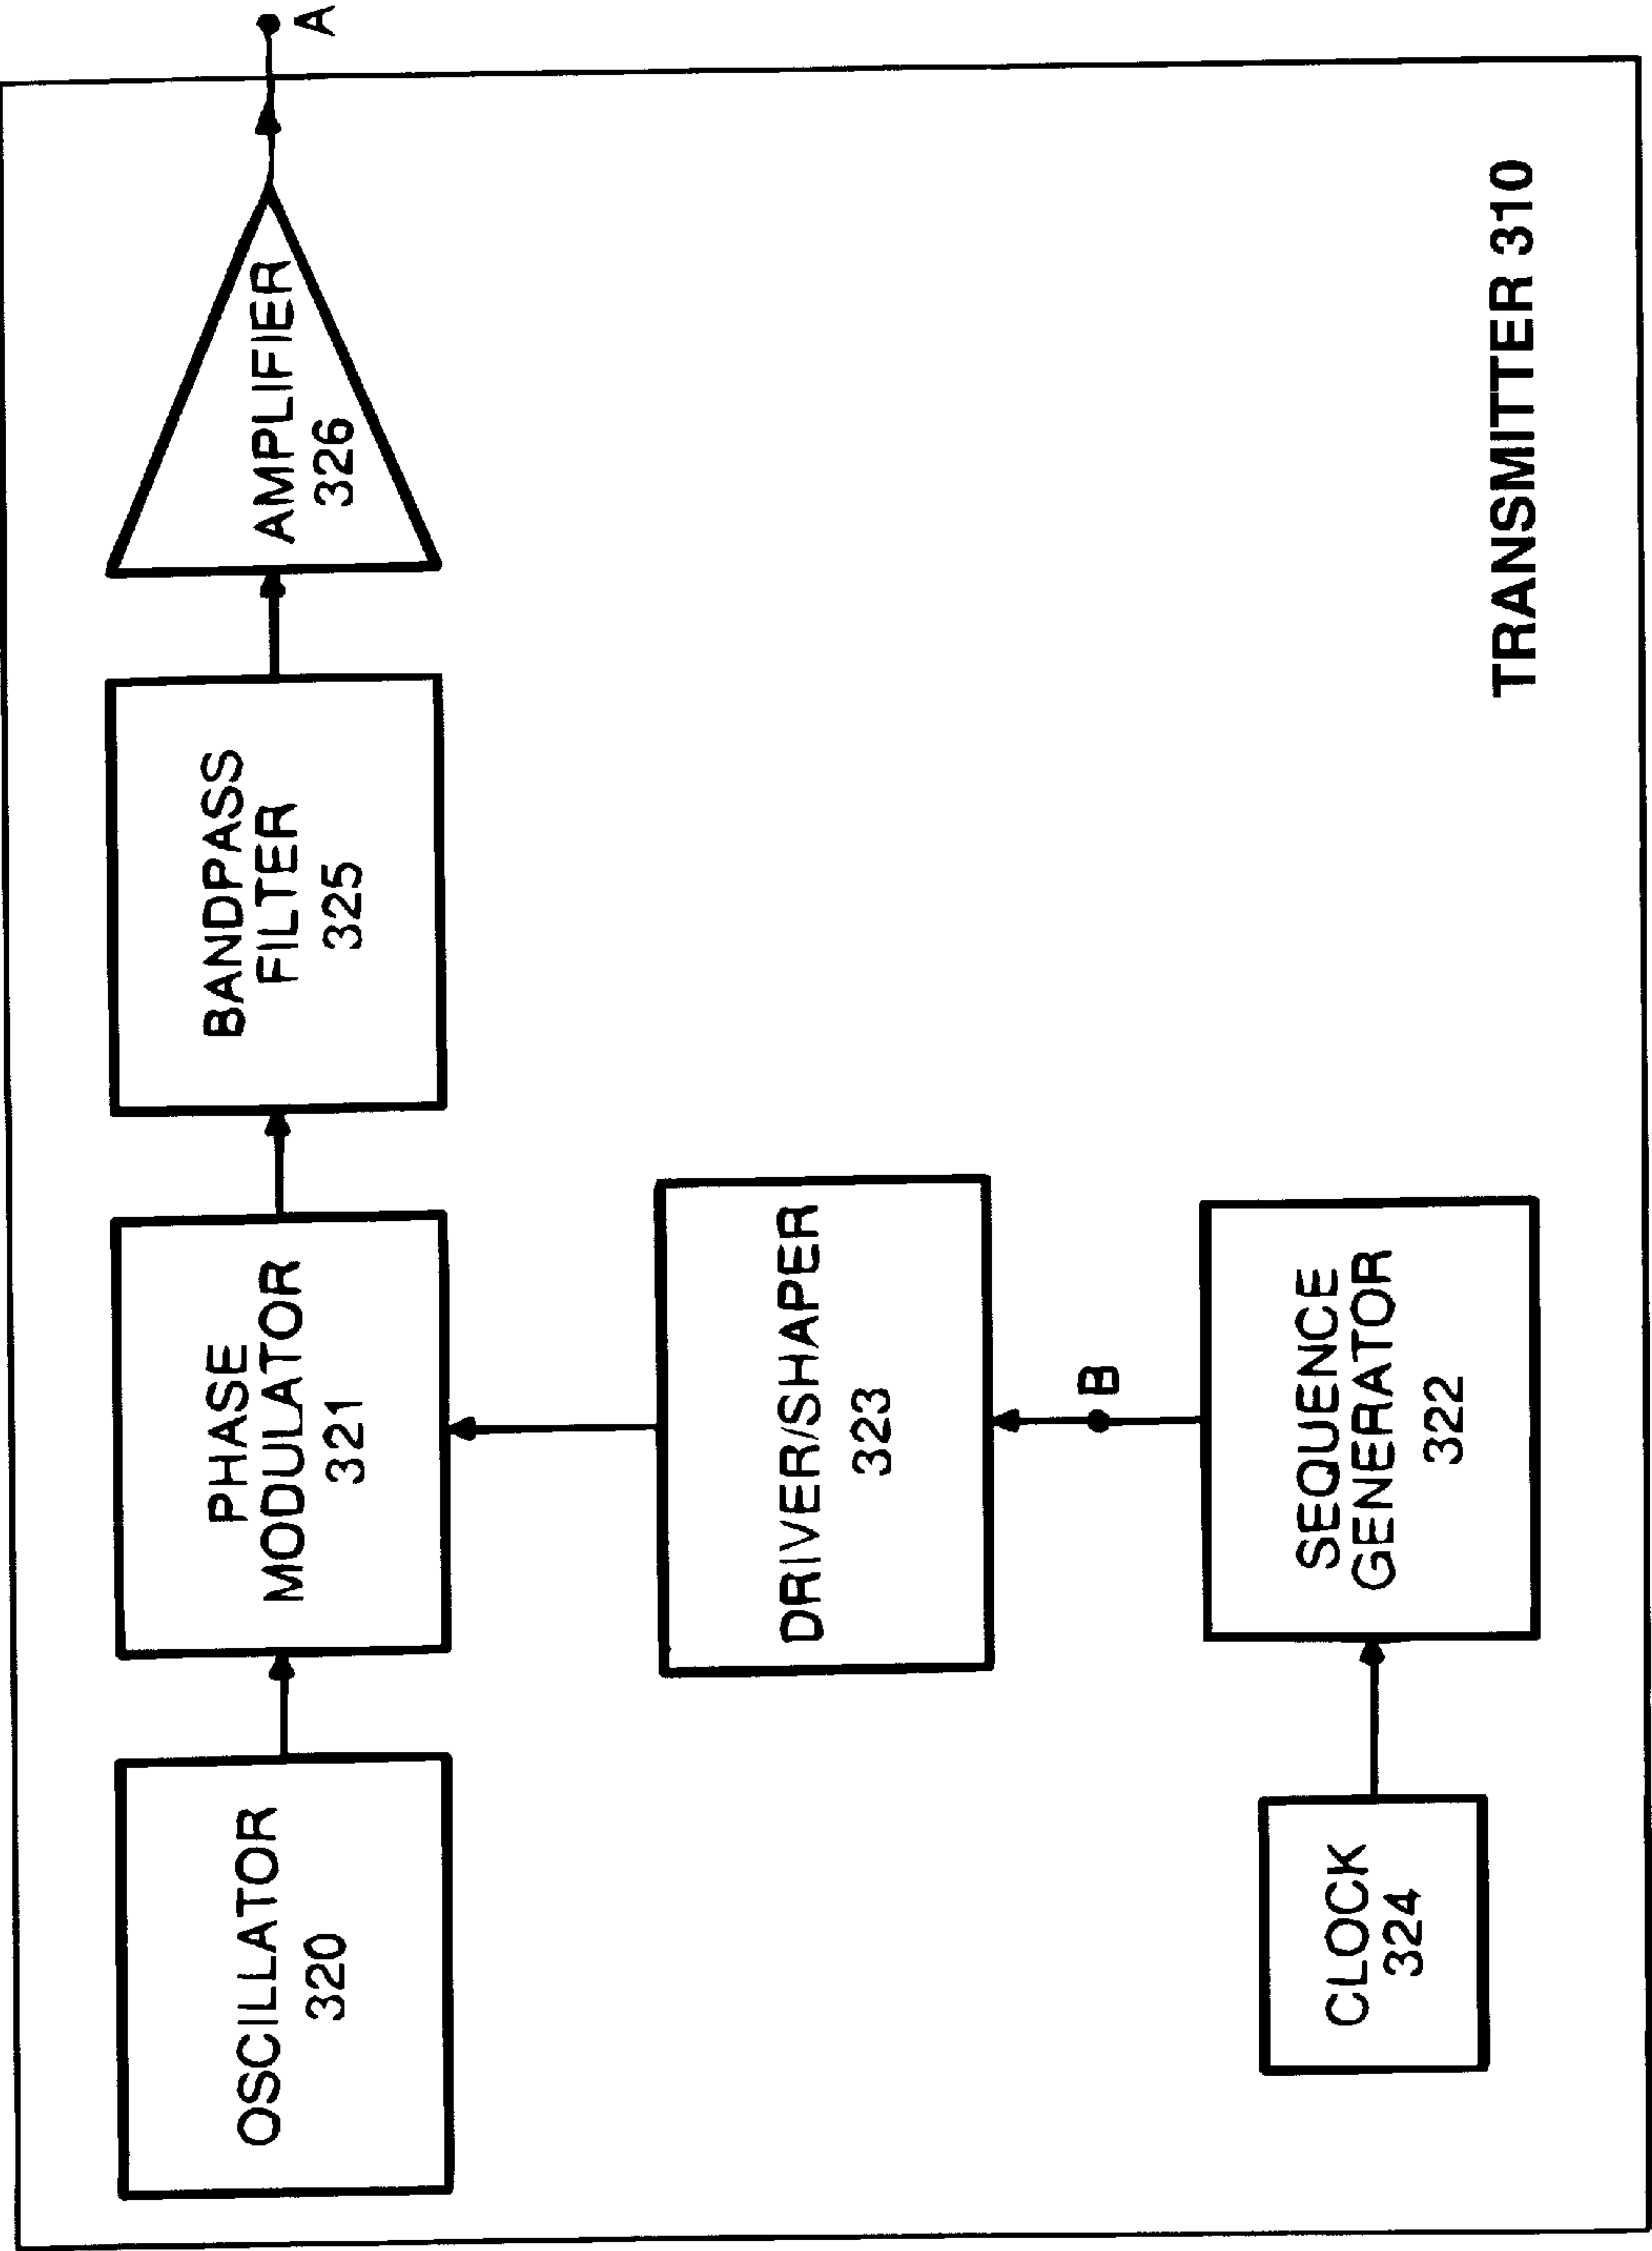 A
OSCILLATOR
320
PHASE
MODULATOR
321
BANDPASS
FILTER
325
AMPLIFIER
326
DRIVER/SHAPER
323
B
CLOCK
324
SEQUENCE
GENERATOR
322
TRANSMITTER 310